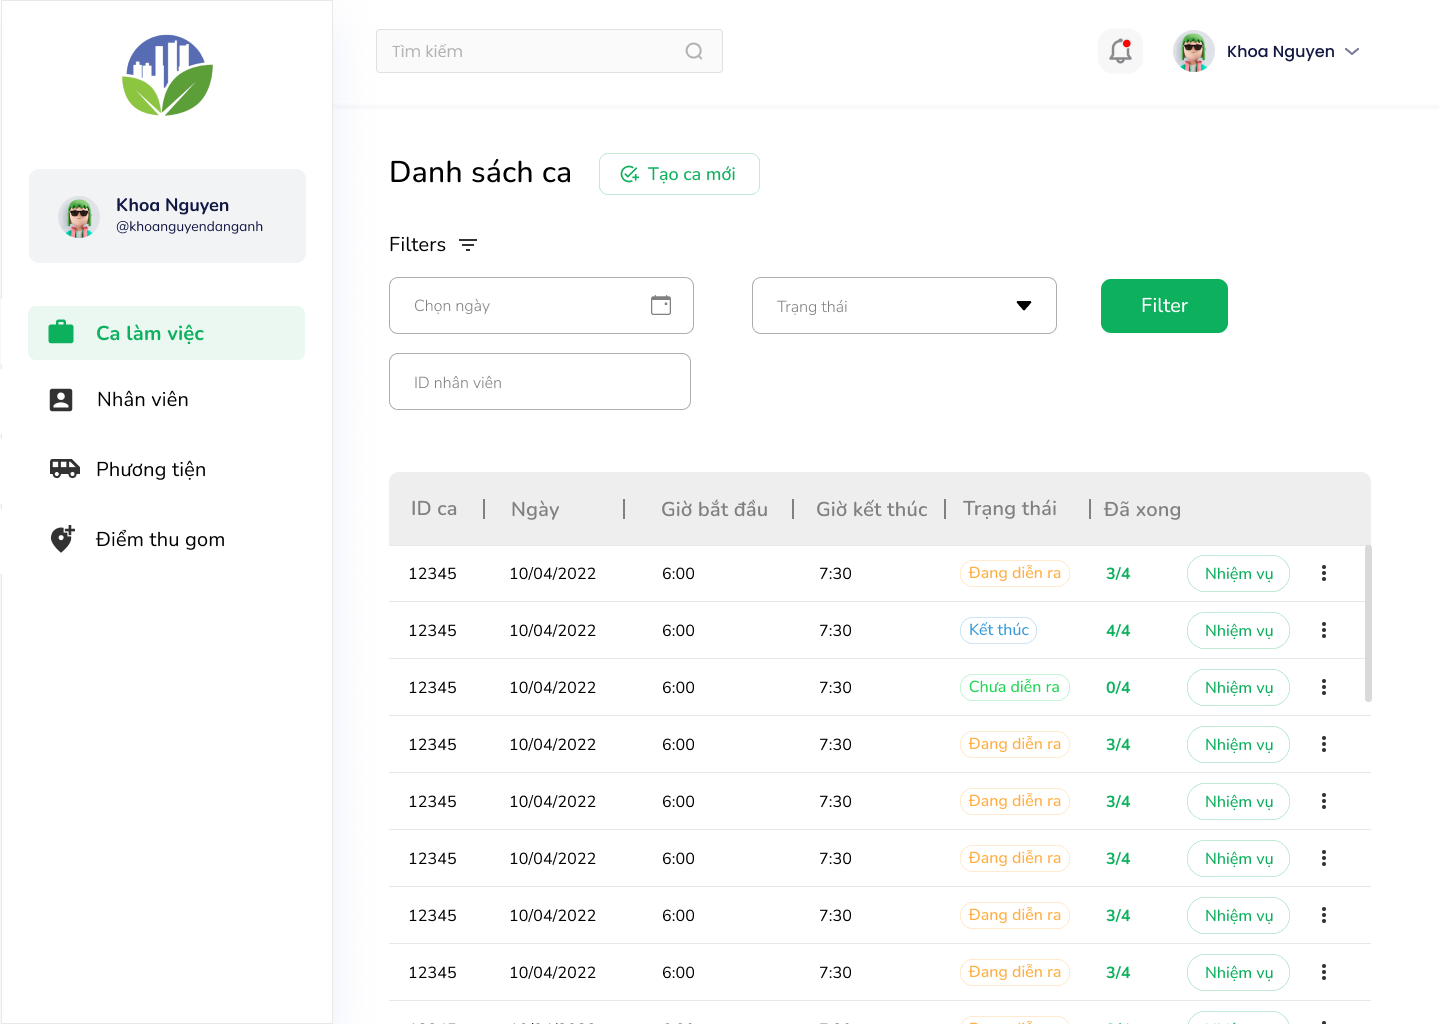 Tìm kiếm
Khoa Nguyen
Khoa Nguyen
@khoanguyendanganh
Ca làm việc
Nhân viên
Phương tiện
Điểm thu gom
Danh sách ca
Tạo ca mới
Filters
Chọn ngày
Trạng thái
Filter
ID nhân viên
ID ca | Ngày | Giờ bắt đầu | Giờ kết thúc | Trạng thái | Đã xong
12345 10/04/2022 6:00 7:30 Đang diễn ra 3/4 Nhiệm vụ
12345 10/04/2022 6:00 7:30 Kết thúc 4/4 Nhiệm vụ
12345 10/04/2022 6:00 7:30 Chưa diễn ra 0/4 Nhiệm vụ
12345 10/04/2022 6:00 7:30 Đang diễn ra 3/4 Nhiệm vụ
12345 10/04/2022 6:00 7:30 Đang diễn ra 3/4 Nhiệm vụ
12345 10/04/2022 6:00 7:30 Đang diễn ra 3/4 Nhiệm vụ
12345 10/04/2022 6:00 7:30 Đang diễn ra 3/4 Nhiệm vụ
12345 10/04/2022 6:00 7:30 Đang diễn ra 3/4 Nhiệm vụ